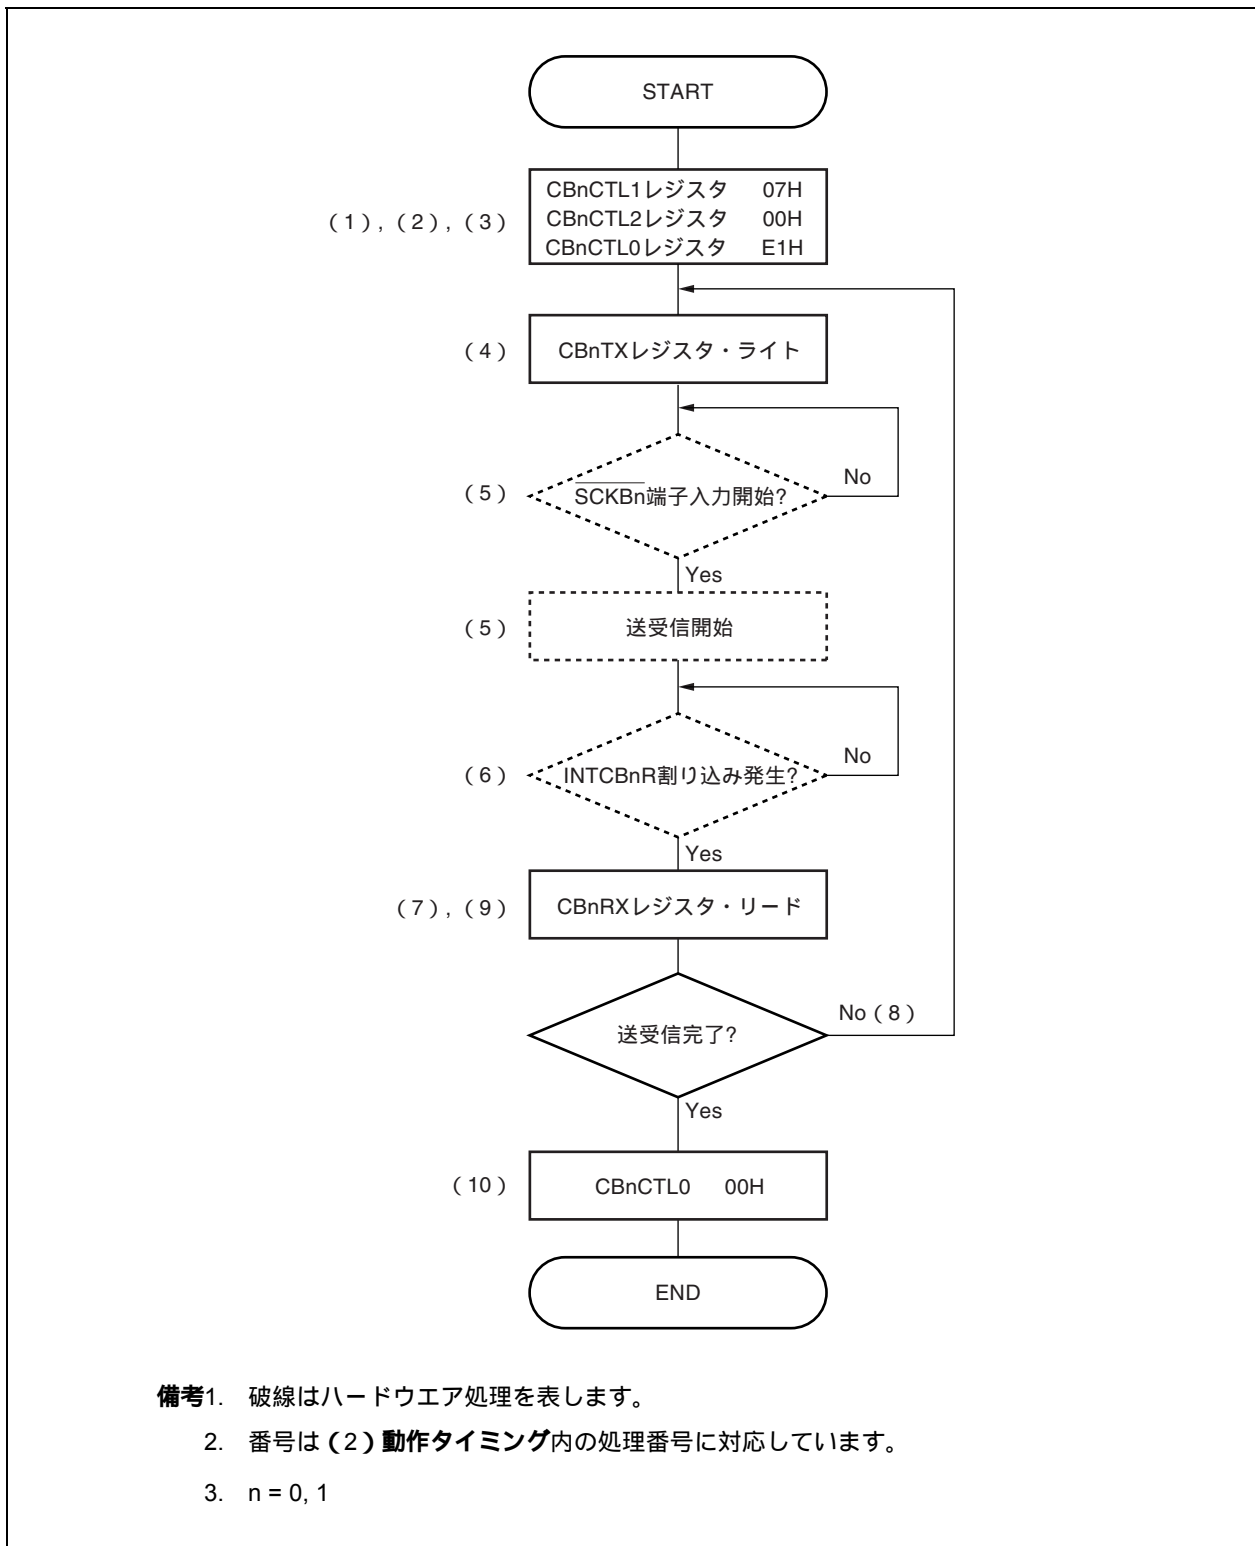 START
(1), (2), (3)
CBnCTL1レジスタ 07H
CBnCTL2レジスタ 00H
CBnCTL0レジスタ E1H
(4)
CBnTXレジスタ・ライト
(5)
SCKBn端子入力開始?
No
Yes
(5)
送受信開始
(6)
INTCBnR割り込み発生?
No
Yes
(7), (9)
CBnRXレジスタ・リード
送受信完了?
No (8)
Yes
(10)
CBnCTL0 00H
END
備考1. 破線はハードウエア処理を表します。
2. 番号は(2)動作タイミング内の処理番号に対応しています。
3. n = 0, 1